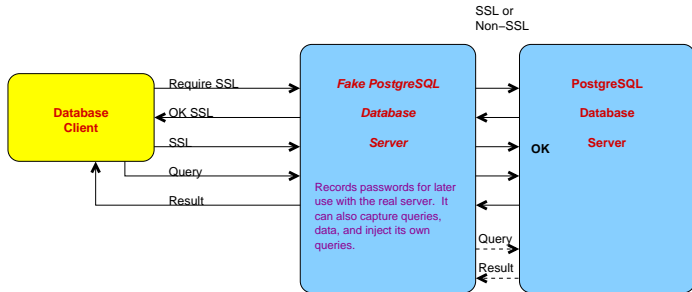 SSL or
Non−SSL
Require SSL
OK SSL
SSL
Query
Result
Database
Client
Fake PostgreSQL
Database
Server
Records passwords for later
use with the real server.  It
can also capture queries,
data, and inject its own
queries.
PostgreSQL
Database
Server
OK
Query
Result